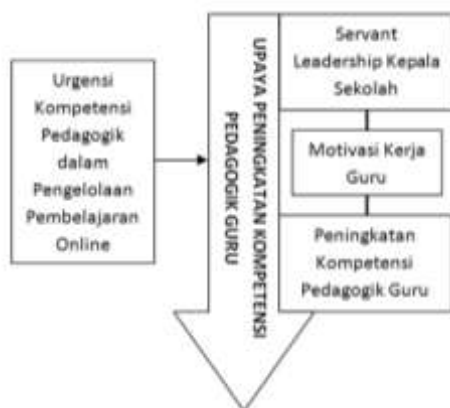 Urgensi
Kompetensi
Pedagogik
dalam
Pengelolaan
Pembelajaran
Online
UPAYA PENINGKATAN KOMPETENSI
PEDAGOGIK GURU
Servant
Leadership Kepala
Sekolah
Motivasi Kerja
Guru
Peningkatan
Kompetensi
Pedagogik Guru